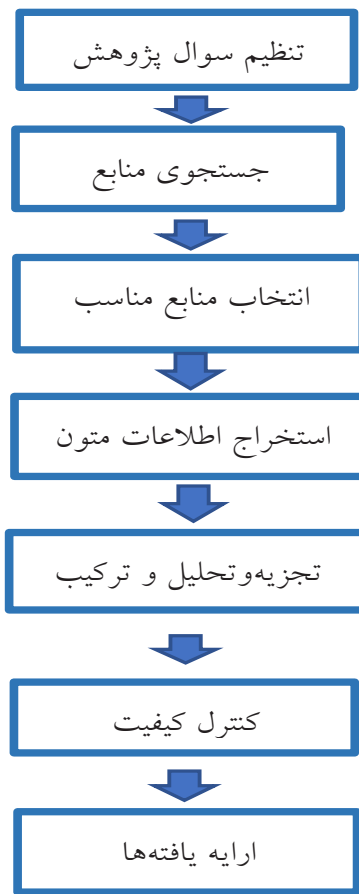 تنظیم سوال پژوهش
جستجوی منابع
انتخاب منابع مناسب
استخراج اطلاعات متون
تجزیه‌وتحلیل و ترکیب
کنترل کیفیت
ارایه یافته‌ها